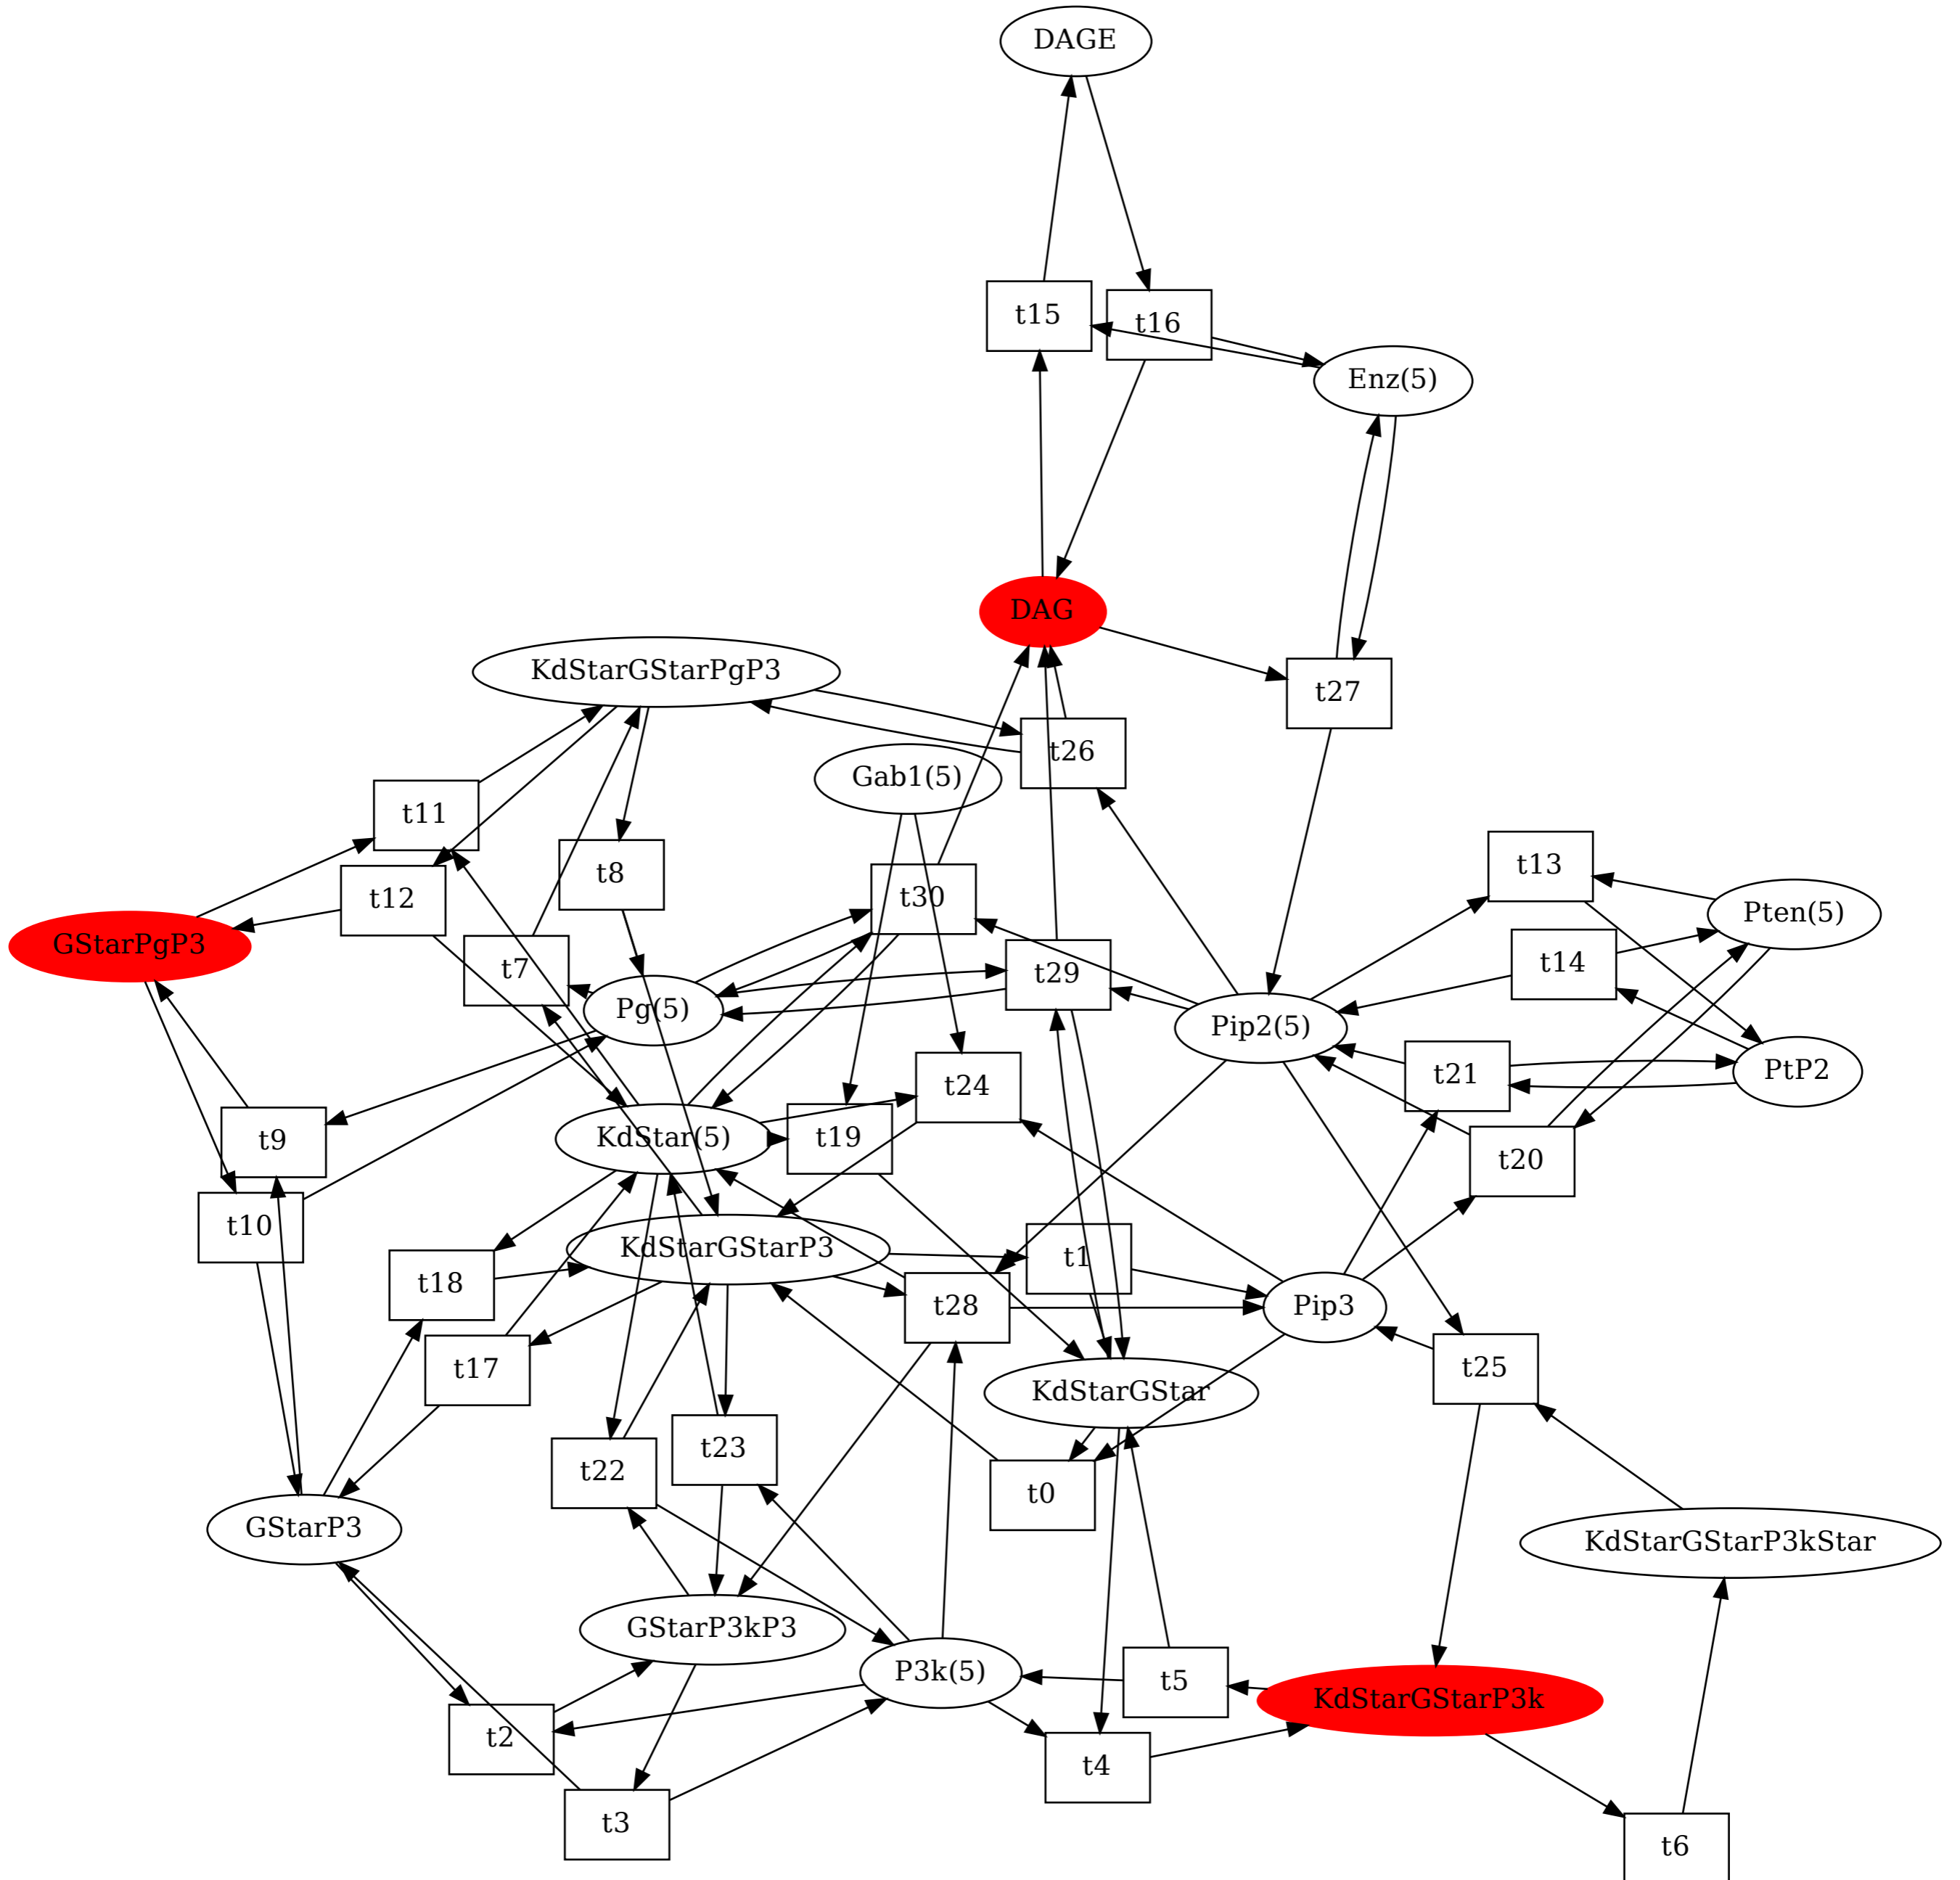 DAGE
t15
t16
Enz(5)
DAG
KdStarGStarPgP3
t27
t26
Gab1(5)
t11
t8
t13
t12
t30
Pten(5)
GStarPgP3
t7
t29
t14
Pg(5)
Pip2(5)
t21
PtP2
t24
t9
KdStar(5)
t19
t20
t10
KdStarGStarP3
t1
t18
t28
Pip3
t17
t25
KdStarGStar
t23
t22
t0
GStarP3
KdStarGStarP3kStar
GStarP3kP3
P3k(5)
t5
KdStarGStarP3k
t2
t4
t3
t6